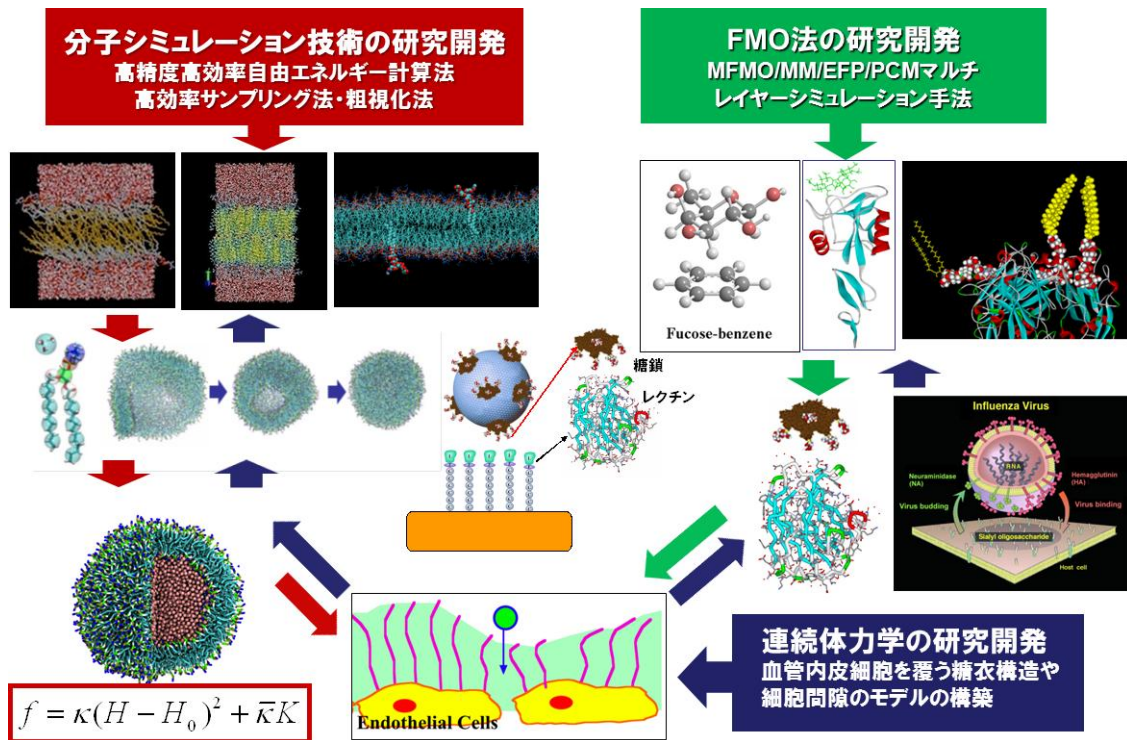 分子シミュレーション技術の研究開発
高精度高効率自由エネルギー計算法
高効率サンプリング法・粗視化法
FMO法の研究開発
MFMO/MM/EFP/PCMマルチ
レイヤーシミュレーション手法
Fucose-benzene
糖鎖
レクチン
Influenza Virus
RNA
Neuraminidase
(NA)
Hemagglutinin
(HA)
Virus budding
Virus binding
Sialyl oligosaccharide
Host cell
Endothelial Cells
連続体力学の研究開発
血管内皮細胞を覆う糖衣構造や
細胞間隙のモデルの構築
f = κ(H − H₀)² + κ̄K